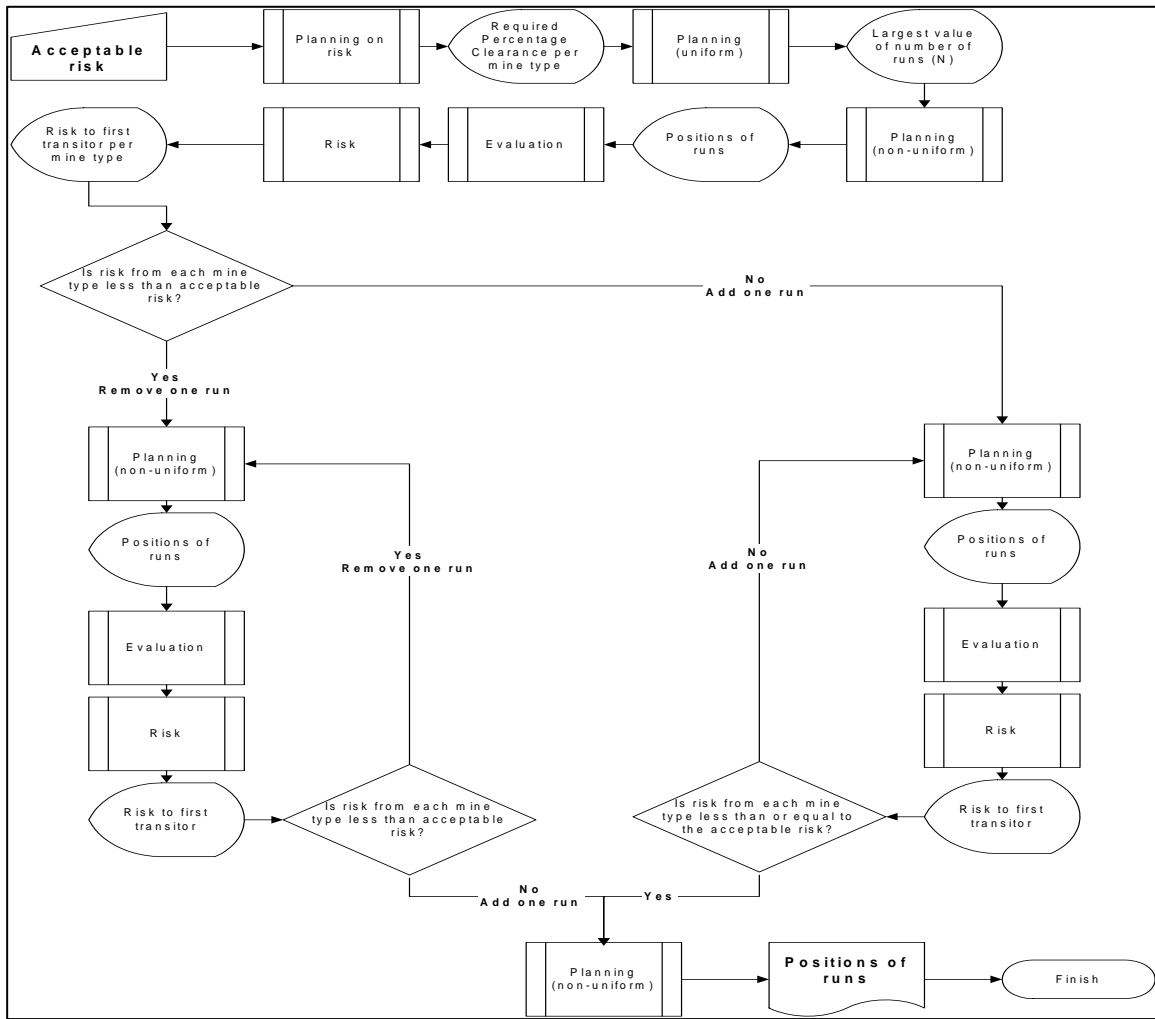 Acceptable
risk
Planning on
risk
Required
Percentage
Clearance per
mine type
Planning
(uniform)
Largest value
of number of
runs (N)
Risk to first
transitor per
mine type
Risk
Evaluation
Positions of
runs
Planning
(non-uniform)
Is risk from each mine
type less than acceptable
risk?
No
Add one run
Yes
Remove one run
Planning
(non-uniform)
Positions of
runs
Evaluation
Risk
Risk to first
transitor
Is risk from each mine
type less than acceptable
risk?
Yes
Remove one run
No
Add one run
Planning
(non-uniform)
Positions of
runs
Evaluation
Risk
Risk to first
transitor
Is risk from each mine
type less than or equal to
the acceptable risk?
No
Add one run
Yes
Planning
(non-uniform)
Positions of
runs
Finish